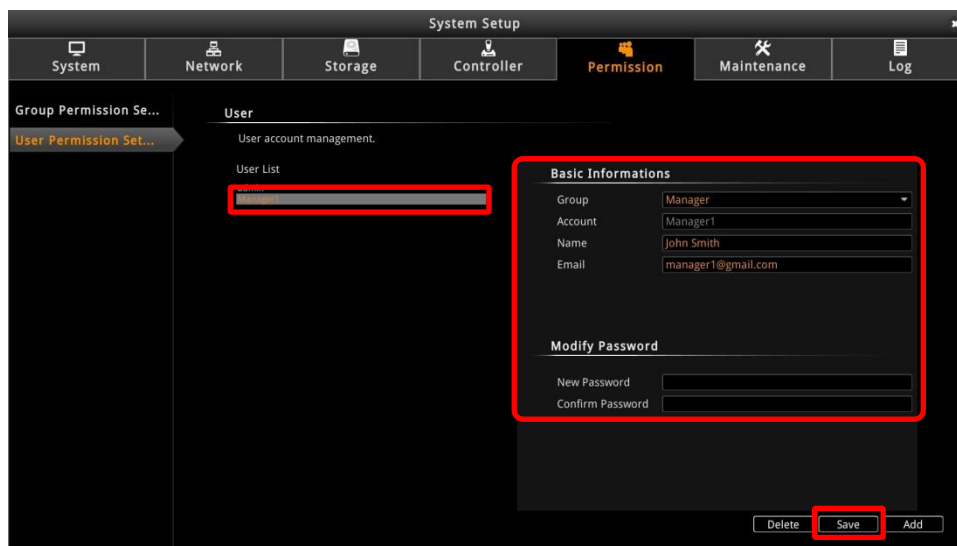 System Setup
System Network Storage Controller Permission Maintenance Log
Group Permission Se...
User Permission Set...
User
User account management.
User List
admin
Manager1
Basic Informations
Group Manager
Account Manager1
Name John Smith
Email manager1@gmail.com
Modify Password
New Password
Confirm Password
Delete Save Add